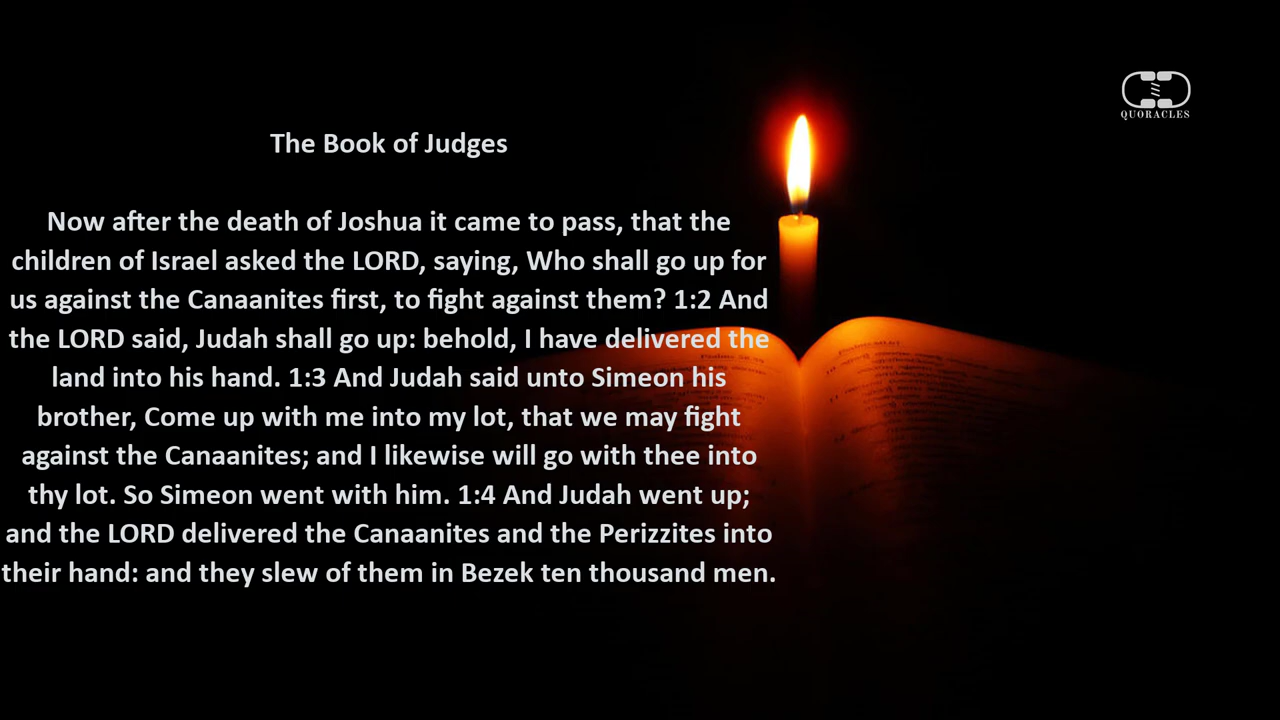 QUORACLES
The Book of Judges
Now after the death of Joshua it came to pass, that the
children of Israel asked the LORD, saying, Who shall go up for
us against the Canaanites first, to fight against them? 1:2 And
the LORD said, Judah shall go up: behold, I have delivered the
land into his hand. 1:3 And Judah said unto Simeon his
brother, Come up with me into my lot, that we may fight
against the Canaanites; and I likewise will go with thee into
thy lot. So Simeon went with him. 1:4 And Judah went up;
and the LORD delivered the Canaanites and the Perizzites into
their hand: and they slew of them in Bezek ten thousand men.